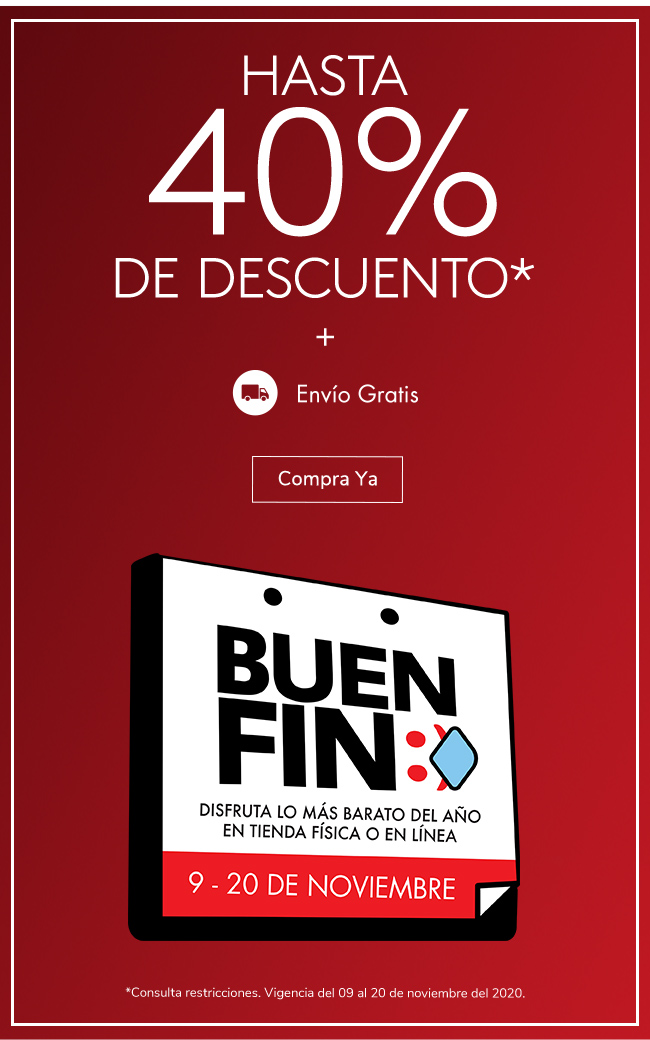 HASTA
40%
DE DESCUENTO*
+
Envío Gratis
Compra Ya
BUEN
FIN:)
DISFRUTA LO MÁS BARATO DEL AÑO
EN TIENDA FÍSICA O EN LÍNEA
9 - 20 DE NOVIEMBRE
*Consulta restricciones. Vigencia del 09 al 20 de noviembre del 2020.